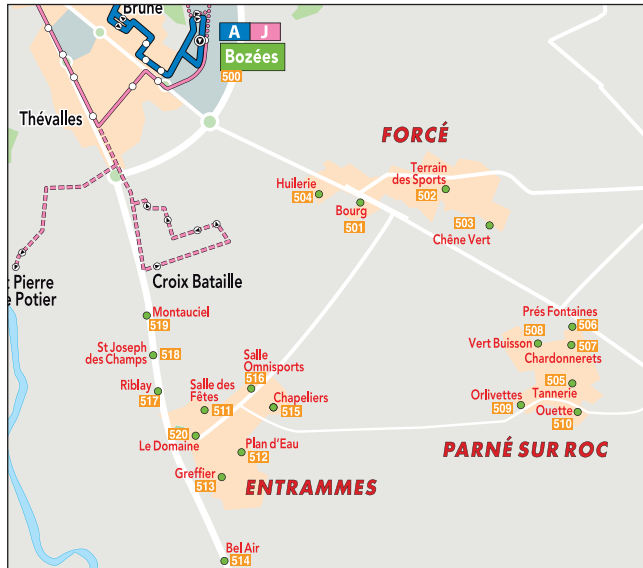 Brune
A J
Bozées
500
Thévalles
FORCÉ
Huilerie
504
Bourg
501
Terrain
des Sports
502
503
Chêne Vert
Croix Bataille
Pierre
Potier
Montauciel
519
St Joseph
des Champs
518
Riblay
517
Salle
Omnisports
516
Salle des
Fêtes
511
Chapeliers
515
520
Le Domaine
Plan d'Eau
512
Greffier
513
ENTRAMMES
Bel Air
514
Prés Fontaines
506
508
Vert Buisson
507
Chardonnerets
505
Tannerie
Orlivettes
509
Ouette
510
PARNÉ SUR ROC